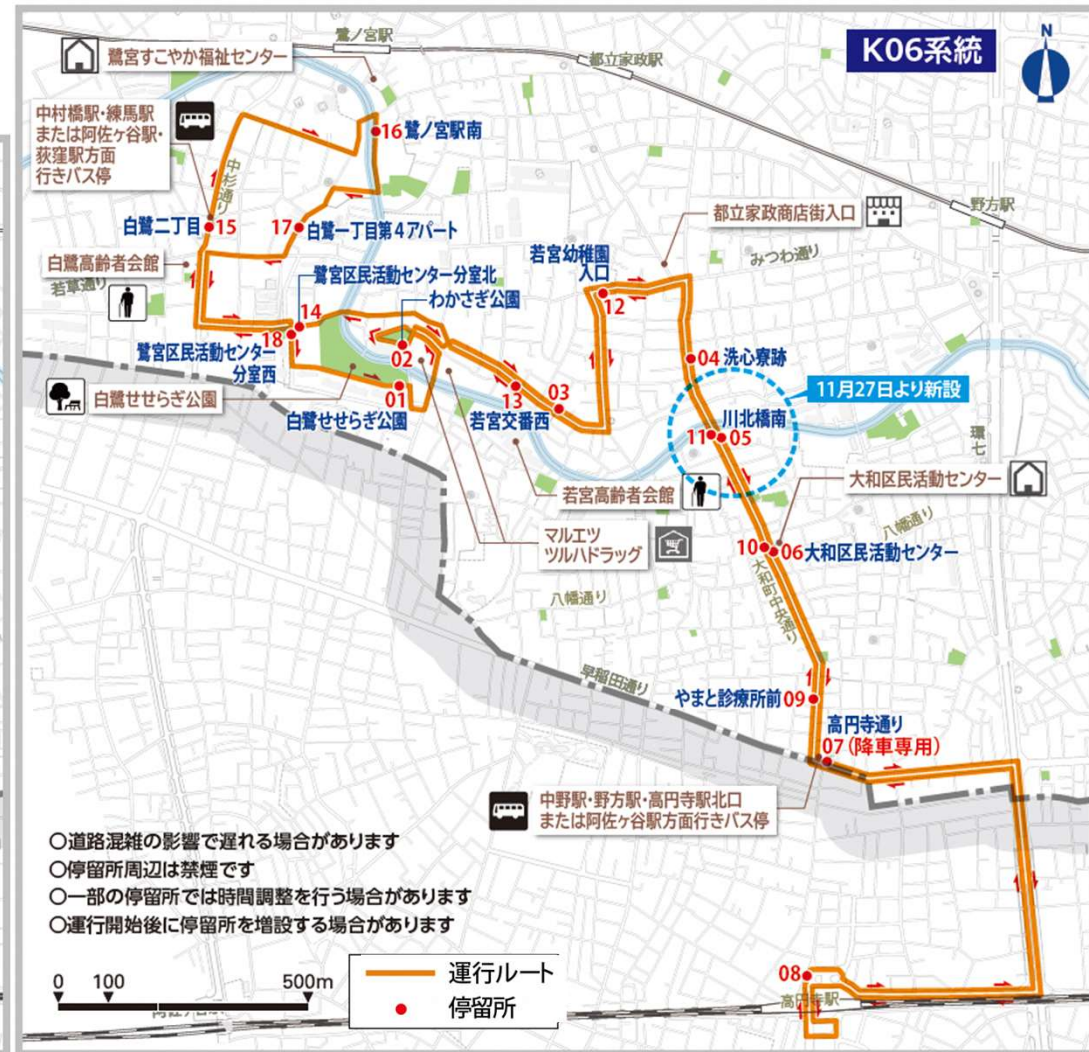 K06系統
N
鷺ノ宮駅
都立家政駅
野方駅
鷺宮すこやか福祉センター
中村橋駅・練馬駅
または阿佐ヶ谷駅・
荻窪駅方面
行きバス停
中杉通り
16 鷺ノ宮駅南
白鷺二丁目 15
17 白鷺一丁目第4アパート
都立家政商店街入口
みつわ通り
白鷺高齢者会館
若草通り
鷺宮区民活動センター分室北
14
わかさぎ公園
02
若宮幼稚園
入口
12
18
鷺宮区民活動センター
分室西
04 洗心寮跡
白鷺せせらぎ公園
01
白鷺せせらぎ公園
13
若宮交番西
03
11月27日より新設
川北橋南
11 05
環七
若宮高齢者会館
大和区民活動センター
マルエツ
ツルハドラッグ
八幡通り
10 06 大和区民活動センター
大和町中央通り
八幡通り
早稲田通り
やまと診療所前 09
高円寺通り
07(降車専用)
中野駅・野方駅・高円寺駅北口
または阿佐ヶ谷駅方面行きバス停
○道路混雑の影響で遅れる場合があります
○停留所周辺は禁煙です
○一部の停留所では時間調整を行う場合があります
○運行開始後に停留所を増設する場合があります
0 100 500m
運行ルート
停留所
08
高円寺駅